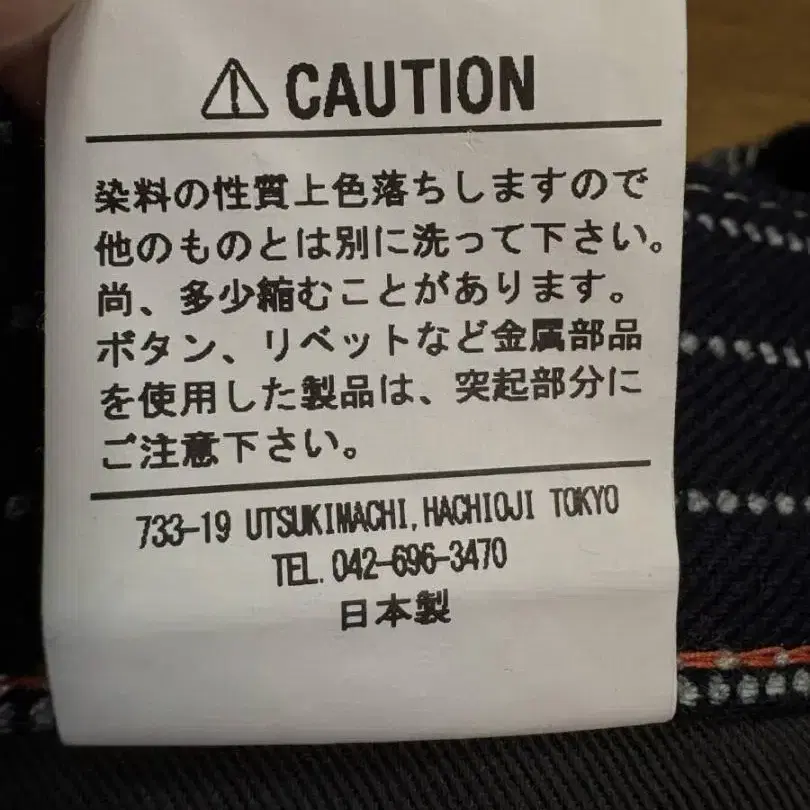 ⚠ CAUTION
染料の性質上色落ちしますので
他のものとは別に洗って下さい。
尚、多少縮むことがあります。
ボタン、リベットなど金属部品
を使用した製品は、突起部分に
ご注意下さい。
733-19 UTSUKIMACHI, HACHIOJI TOKYO
TEL. 042-696-3470
日本製